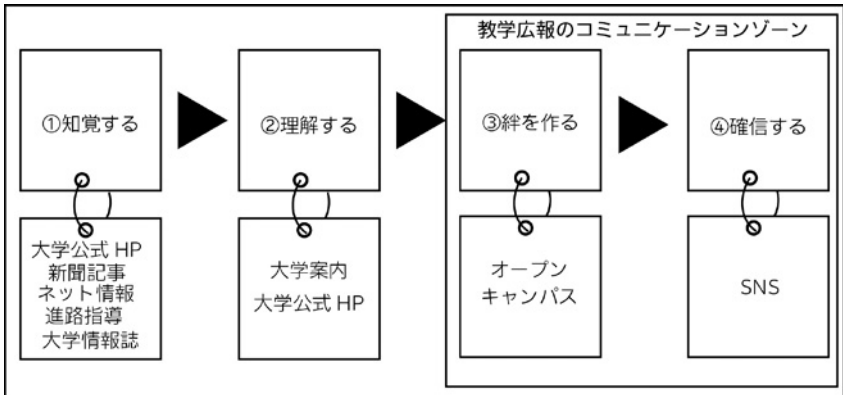 教学広報のコミュニケーションゾーン
①知覚する
②理解する
③絆を作る
④確信する
大学公式 HP
新聞記事
ネット情報
進路指導
大学情報誌
大学案内
大学公式 HP
オープン
キャンパス
SNS